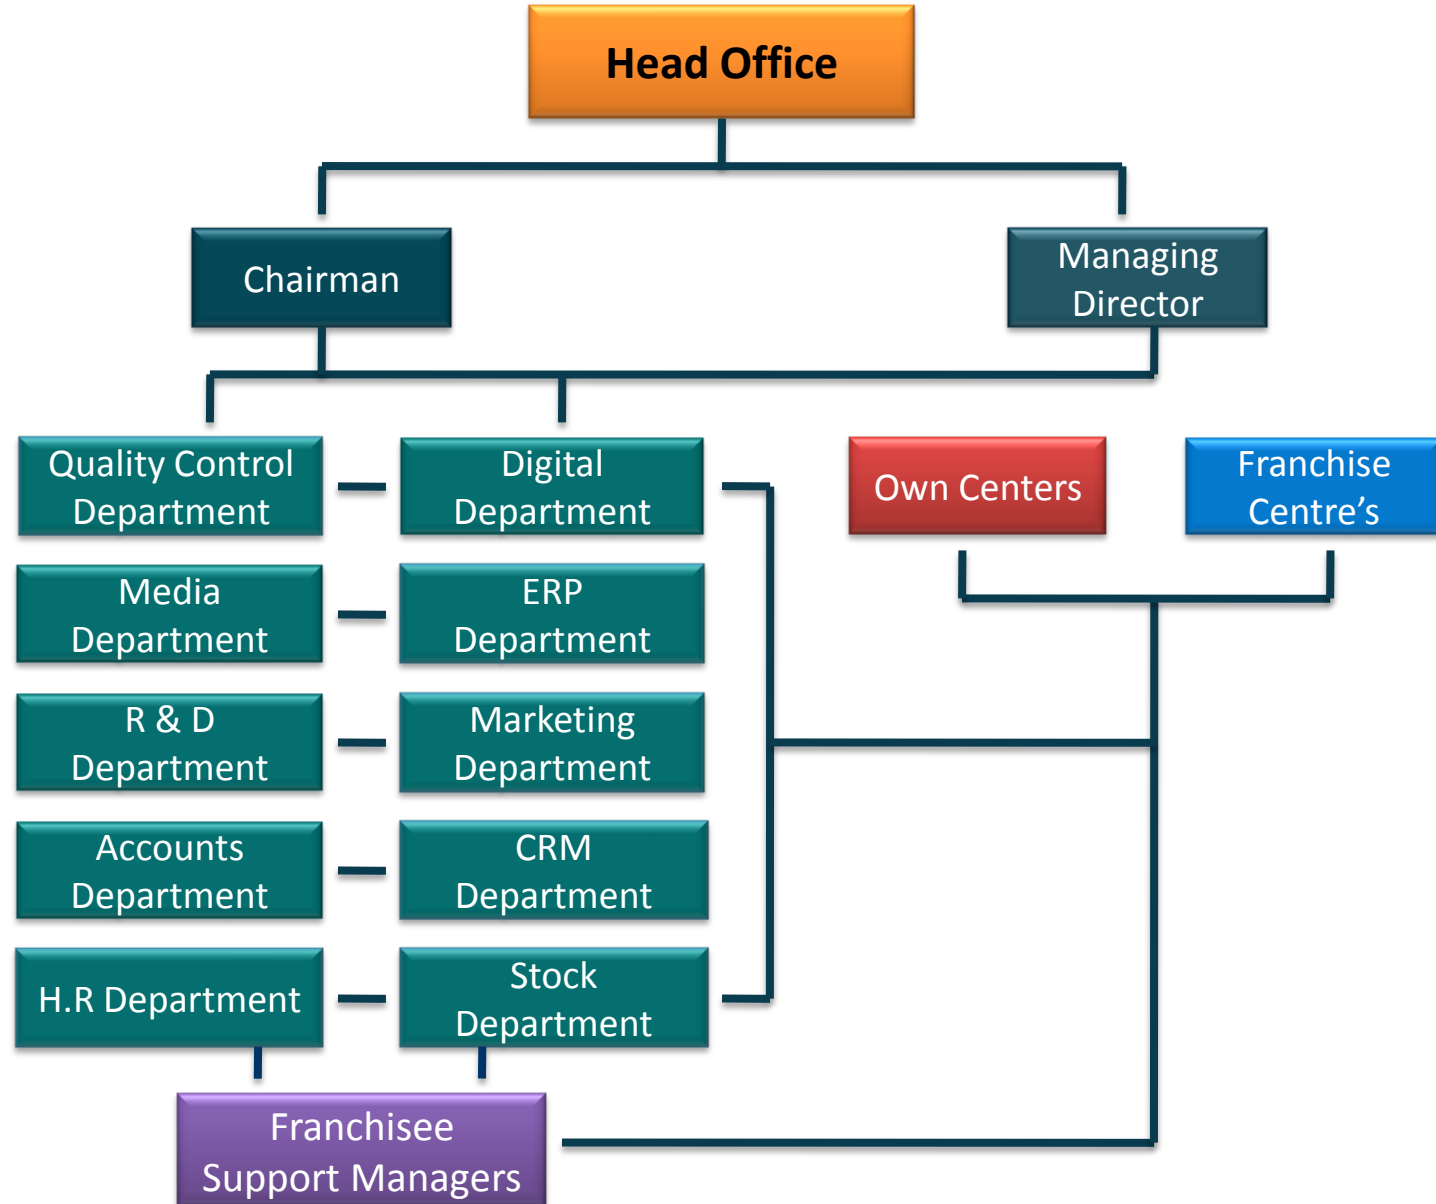 Head Office
Chairman
Managing
Director
Quality Control
Department
Digital
Department
Own Centers
Franchise
Centre’s
Media
Department
ERP
Department
R & D
Department
Marketing
Department
Accounts
Department
CRM
Department
H.R Department
Stock
Department
Franchisee
Support Managers